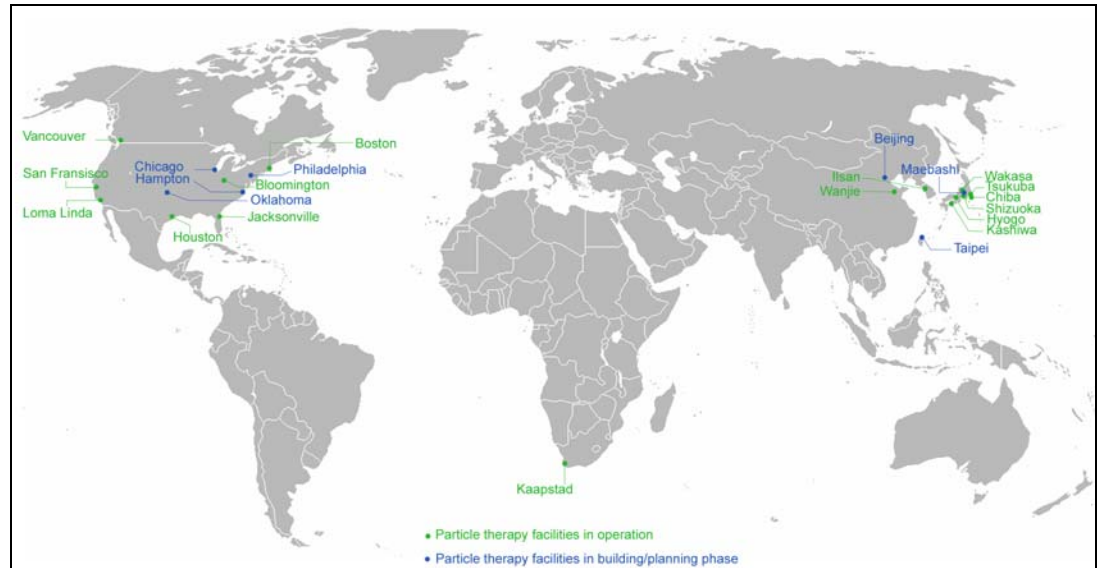 Vancouver
Boston
San Fransisco
Chicago
Philadelphia
Hampton
Bloomington
Oklahoma
Loma Linda
Jacksonville
Houston
Beijing
Ilsan
Maebashi
Wakasa
Wanjie
Tsukuba
Chiba
Shizuoka
Hyogo
Kashiwa
Taipei
Kaapstad
Particle therapy facilities in operation
Particle therapy facilities in building/planning phase